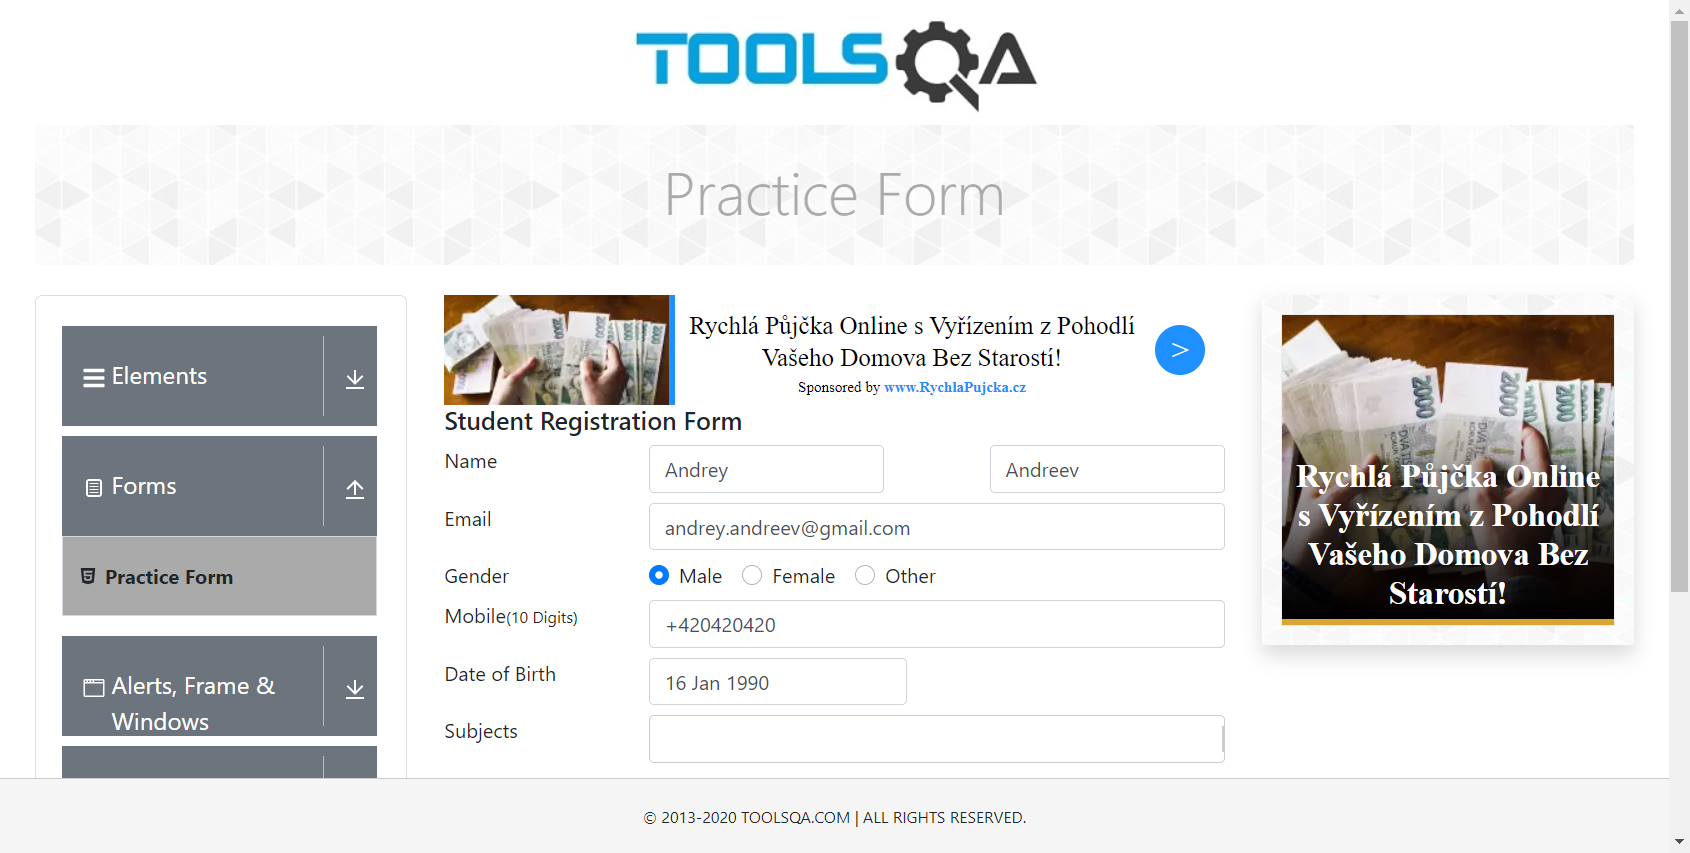 TOOLSQA
Practice Form
Elements
Forms
Practice Form
Alerts, Frame &
Windows
Rychlá Půjčka Online s Vyřízením z Pohodlí
Vašeho Domova Bez Starostí!
Sponsored by www.RychlaPujcka.cz
>
Student Registration Form
Name
Andrey
Andreev
Email
andrey.andreev@gmail.com
Gender
Male
Female
Other
Mobile(10 Digits)
+420420420
Date of Birth
16 Jan 1990
Subjects
Rychlá Půjčka Online
s Vyřízením z Pohodlí
Vašeho Domova Bez
Starostí!
© 2013-2020 TOOLSQA.COM | ALL RIGHTS RESERVED.